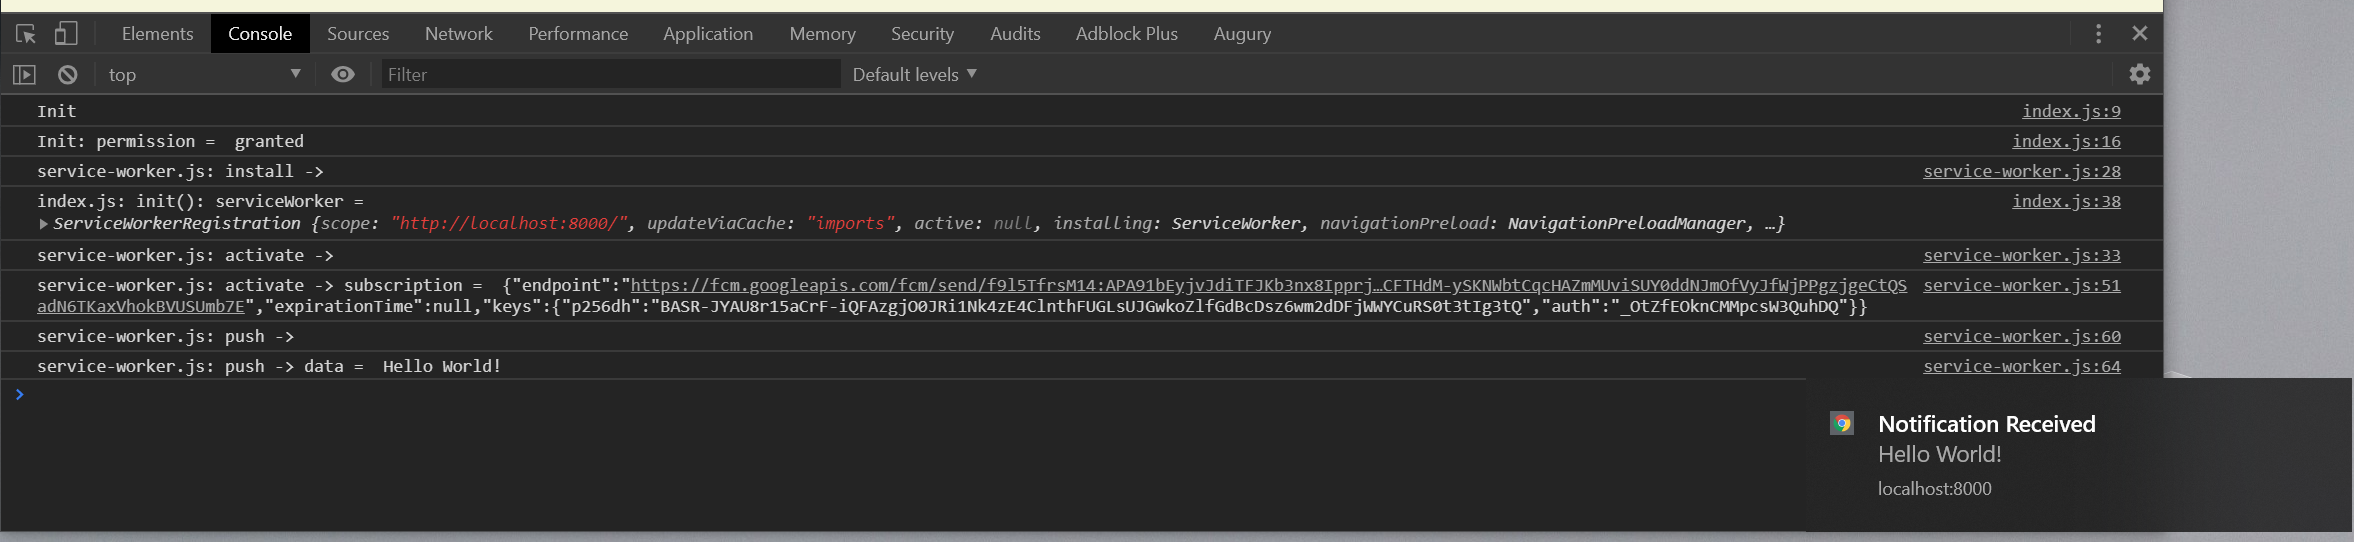 Elements Console Sources Network Performance Application Memory Security Audits Adblock Plus Augury
top Filter Default levels
Init index.js:9
Init: permission =  granted index.js:16
service-worker.js: install -> service-worker.js:28
index.js: init(): serviceWorker = index.js:38
ServiceWorkerRegistration {scope: "http://localhost:8000/", updateViaCache: "imports", active: null, installing: ServiceWorker, navigationPreload: NavigationPreloadManager, …}
service-worker.js: activate -> service-worker.js:33
service-worker.js: activate -> subscription =  {"endpoint":"https://fcm.googleapis.com/fcm/send/f9l5TfrsM14:APA91bEyjvJdiTFJKb3nx8Ipprj…CFTHdM-ySKNWbtCqcHAZmMUviSUY0ddNJmOfVyJfWjPPgzjgeCtQS service-worker.js:51
adN6TKaxVhokBVUSUmb7E","expirationTime":null,"keys":{"p256dh":"BASR-JYAU8r15aCrF-iQFAzgjO0JRi1Nk4zE4ClnthFUGLsUJGwkoZlfGdBcDsz6wm2dDFjWWYCuRS0t3tIg3tQ","auth":"_OtZfEOknCMMpcsW3QuhDQ"}}
service-worker.js: push -> service-worker.js:60
service-worker.js: push -> data =  Hello World! service-worker.js:64
Notification Received
Hello World!
localhost:8000